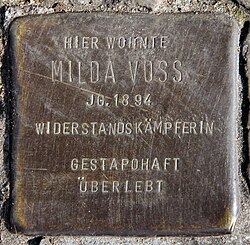 HIER WOHNTE
MILDA VOSS
JG. 1894
WIDERSTANDSKÄMPFERIN
GESTAPOHAFT
ÜBERLEBT